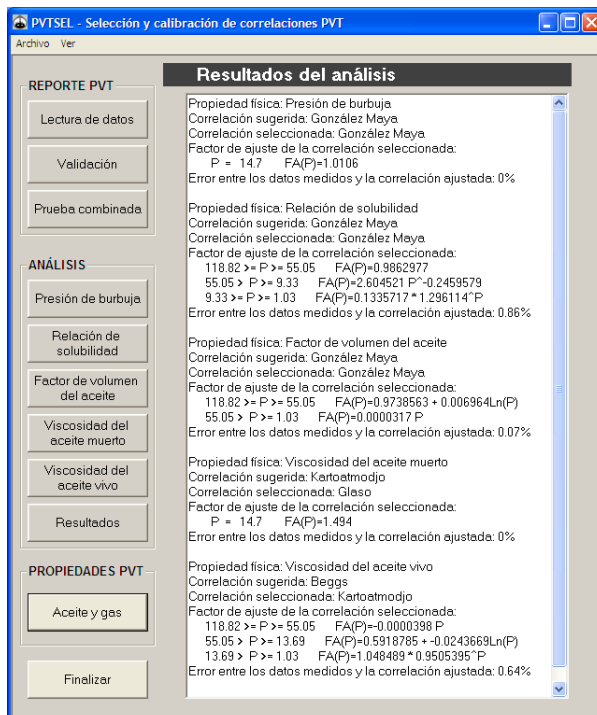 PVTSEL - Selección y calibración de correlaciones PVT
Archivo Ver
REPORTE PVT
Lectura de datos
Validación
Prueba combinada
ANÁLISIS
Presión de burbuja
Relación de
solubilidad
Factor de volumen
del aceite
Viscosidad del
aceite muerto
Viscosidad del
aceite vivo
Resultados
PROPIEDADES PVT
Aceite y gas
Finalizar
Resultados del análisis
Propiedad física: Presión de burbuja
Correlación sugerida: González Maya
Correlación seleccionada: González Maya
Factor de ajuste de la correlación seleccionada:
P = 14.7 FA(P)=1.0106
Error entre los datos medidos y la correlación ajustada: 0%
Propiedad física: Relación de solubilidad
Correlación sugerida: González Maya
Correlación seleccionada: González Maya
Factor de ajuste de la correlación seleccionada:
118.82 >= P >= 55.05 FA(P)=0.9862977
55.05 > P >= 9.33 FA(P)=2.604521 P^-0.2459579
9.33 >= P >= 1.03 FA(P)=0.1335717 * 1.296114^P
Error entre los datos medidos y la correlación ajustada: 0.86%
Propiedad física: Factor de volumen del aceite
Correlación sugerida: González Maya
Correlación seleccionada: González Maya
Factor de ajuste de la correlación seleccionada:
118.82 >= P >= 55.05 FA(P)=0.9738563 + 0.006964Ln(P)
55.05 > P >= 1.03 FA(P)=0.0000317 P
Error entre los datos medidos y la correlación ajustada: 0.07%
Propiedad física: Viscosidad del aceite muerto
Correlación sugerida: Kartoatmodjo
Correlación seleccionada: Glaso
Factor de ajuste de la correlación seleccionada:
P = 14.7 FA(P)=1.494
Error entre los datos medidos y la correlación ajustada: 0%
Propiedad física: Viscosidad del aceite vivo
Correlación sugerida: Beggs
Correlación seleccionada: Kartoatmodjo
Factor de ajuste de la correlación seleccionada:
118.82 >= P >= 55.05 FA(P)=-0.0000398 P
55.05 > P >= 13.69 FA(P)=0.5918785 + -0.0243669Ln(P)
13.69 > P >= 1.03 FA(P)=1.048489 * 0.9505395^P
Error entre los datos medidos y la correlación ajustada: 0.64%